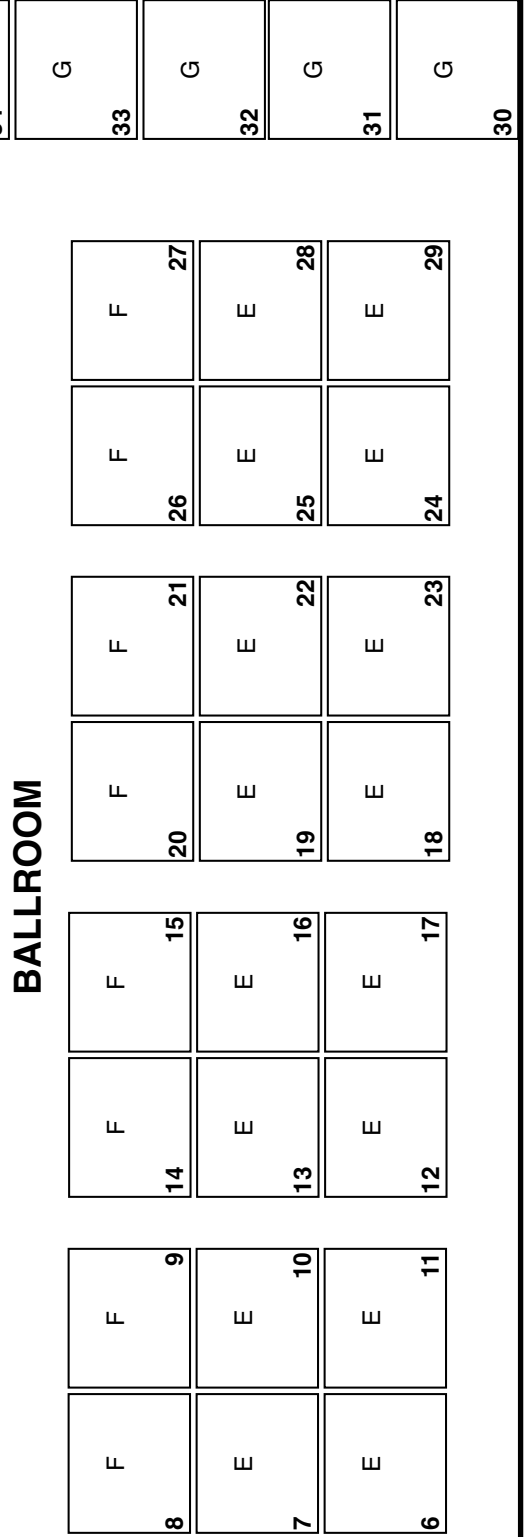 BALLROOM
G
F F F F F F F F 33
8 9 14 15 20 21 26 27
G
E E E E E E E E 32
7 10 13 16 19 22 25 28
G
E E E E E E E E 31
6 11 12 17 18 23 24 29
G
30